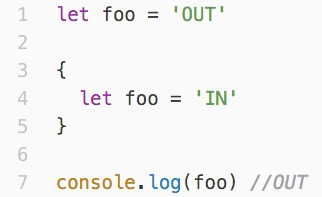 1 let foo = 'OUT'
2
3 {
4   let foo = 'IN'
5 }
6
7 console.log(foo) //OUT